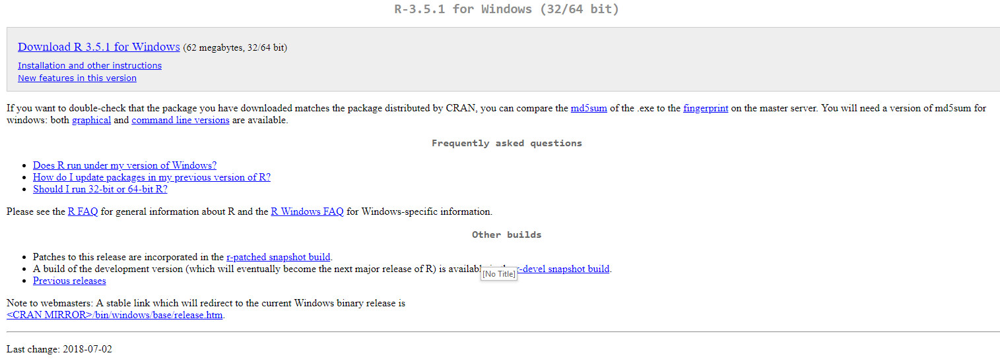 R-3.5.1 for Windows (32/64 bit)
Download R 3.5.1 for Windows (62 megabytes, 32/64 bit)
Installation and other instructions
New features in this version
If you want to double-check that the package you have downloaded matches the package distributed by CRAN, you can compare the md5sum of the .exe to the fingerprint on the master server. You will need a version of md5sum for
windows: both graphical and command line versions are available.
Frequently asked questions
Does R run under my version of Windows?
How do I update packages in my previous version of R?
Should I run 32-bit or 64-bit R?
Please see the R FAQ for general information about R and the R Windows FAQ for Windows-specific information.
Other builds
Patches to this release are incorporated in the r-patched snapshot build.
A build of the development version (which will eventually become the next major release of R) is available r-devel snapshot build.
[No Title]
Previous releases
Note to webmasters: A stable link which will redirect to the current Windows binary release is
<CRAN MIRROR>/bin/windows/base/release.htm.
Last change: 2018-07-02